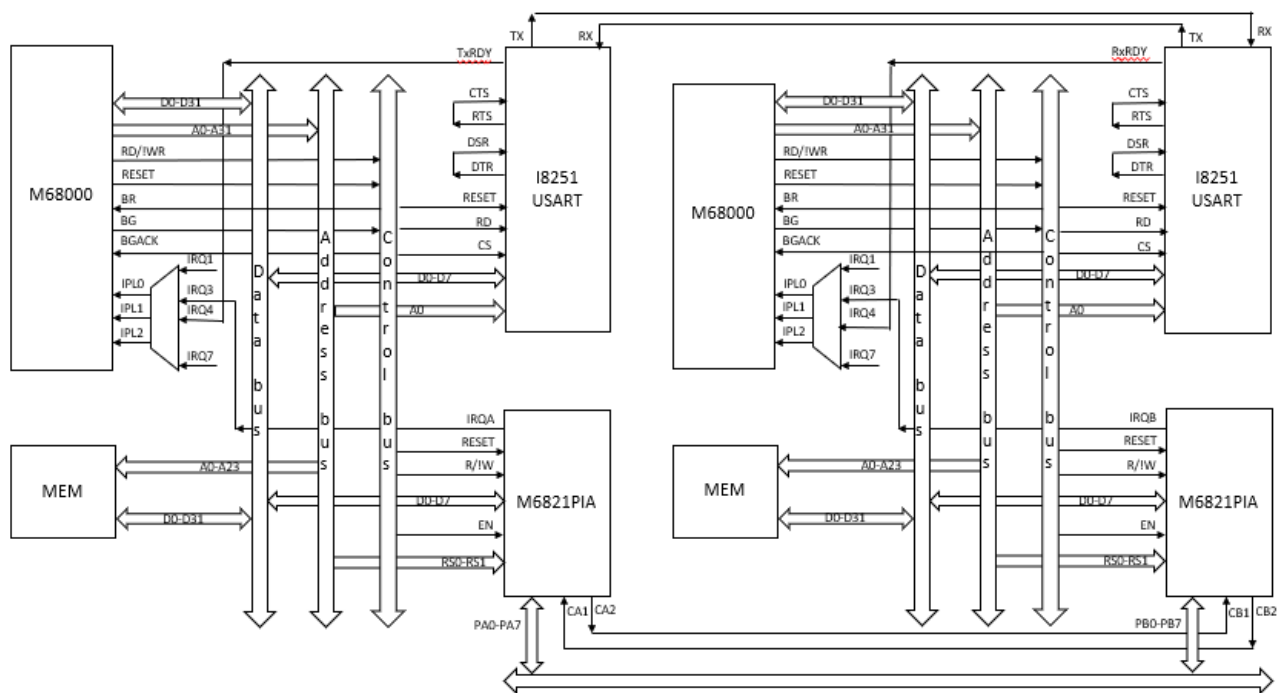 TX
RX
TX
RX
TxRDY
RxRDY
M68000
D0-D31
A0-A31
RD/!WR
RESET
BR
BG
BGACK
IPL0
IPL1
IPL2
IRQ1
IRQ3
IRQ4
IRQ7
CTS
RTS
DSR
DTR
RESET
RD
CS
D0-D7
A0
I8251
USART
Data bus
Address bus
Control bus
MEM
A0-A23
D0-D31
IRQA
RESET
R/!W
D0-D7
EN
RS0-RS1
M6821PIA
CA1
CA2
PA0-PA7
M68000
D0-D31
A0-A31
RD/!WR
RESET
BR
BG
BGACK
IPL0
IPL1
IPL2
IRQ1
IRQ3
IRQ4
IRQ7
CTS
RTS
DSR
DTR
RESET
RD
CS
D0-D7
A0
I8251
USART
Data bus
Address bus
Control bus
MEM
A0-A23
D0-D31
IRQB
RESET
R/!W
D0-D7
EN
RS0-RS1
M6821PIA
CB1
CB2
PB0-PB7